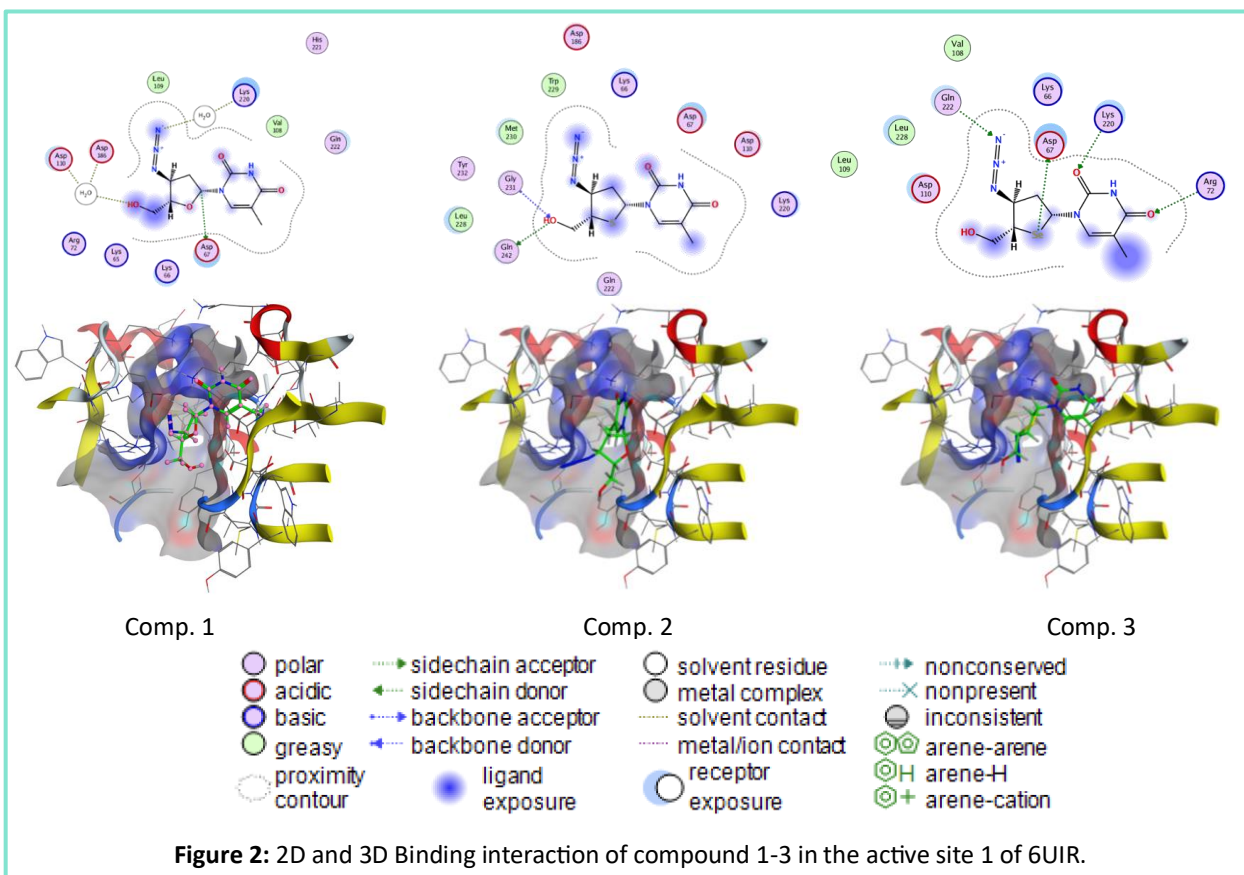 His 221
Leu 109
Lys 220
H₂O
Val 108
Gln 222
Asp 110
Asp 186
H₂O
N⁻
N⁺
N
H
H
HO
O
N
O
NH
O
Arg 72
Lys 65
Lys 66
Asp 67
Asp 186
Trp 229
Lys 66
Met 230
Asp 67
Asp 110
Tyr 232
Gly 231
Lys 220
Leu 228
Gln 242
Gln 222
N⁻
N⁺
N
H
H
HO
N
O
NH
O
Val 108
Gln 222
Lys 66
Lys 220
Leu 228
Asp 67
Leu 109
Arg 72
Asp 110
N⁻
N⁺
N
H
H
HO
N
O
NH
O
Comp. 1 Comp. 2 Comp. 3
polar sidechain acceptor solvent residue nonconserved
acidic sidechain donor metal complex nonpresent
basic backbone acceptor solvent contact inconsistent
greasy backbone donor metal/ion contact arene-arene
H arene-H
proximity contour ligand exposure receptor exposure + arene-cation
Figure 2: 2D and 3D Binding interaction of compound 1-3 in the active site 1 of 6UIR.